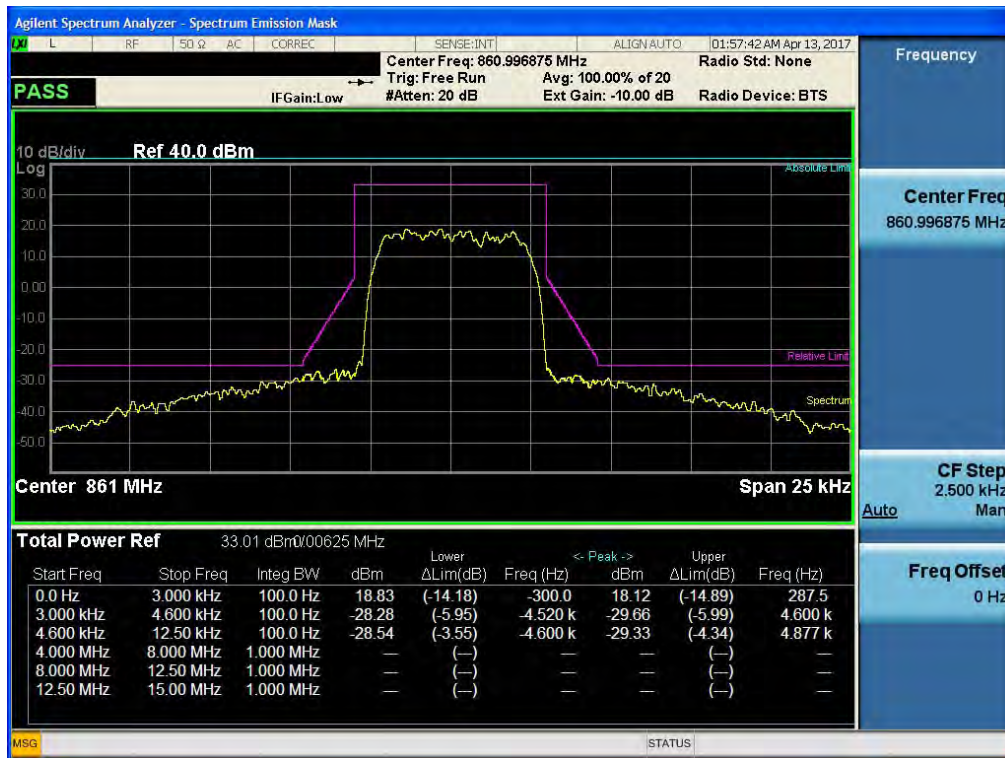 Agilent Spectrum Analyzer - Spectrum Emission Mask
LXI L RF 50 Ω AC CORREC SENSE:INT ALIGN AUTO 01:57:42 AM Apr 13, 2017
Center Freq: 860.996875 MHz Radio Std: None
Trig: Free Run Avg: 100.00% of 20
PASS IFGain:Low #Atten: 20 dB Ext Gain: -10.00 dB Radio Device: BTS
10 dB/div Ref 40.0 dBm
Log
Absolute Limit
30.0
20.0
10.0
0.00
-10.0
-20.0
Relative Limit
-30.0
Spectrum
-40.0
-50.0
Center 861 MHz Span 25 kHz
Total Power Ref 33.01 dBm/0.00625 MHz
Lower <- Peak -> Upper
Start Freq Stop Freq Integ BW dBm ΔLim(dB) Freq (Hz) dBm ΔLim(dB) Freq (Hz)
0.0 Hz 3.000 kHz 100.0 Hz 18.83 (-14.18) -300.0 18.12 (-14.89) 287.5
3.000 kHz 4.600 kHz 100.0 Hz -28.28 (-5.95) -4.520 k -29.66 (-5.99) 4.600 k
4.600 kHz 12.50 kHz 100.0 Hz -28.54 (-3.55) -4.600 k -29.33 (-4.34) 4.877 k
4.000 MHz 8.000 MHz 1.000 MHz --- (---) --- --- (---) ---
8.000 MHz 12.50 MHz 1.000 MHz --- (---) --- --- (---) ---
12.50 MHz 15.00 MHz 1.000 MHz --- (---) --- --- (---) ---
MSG STATUS
Frequency
Center Freq
860.996875 MHz
CF Step
2.500 kHz
Auto Man
Freq Offset
0 Hz